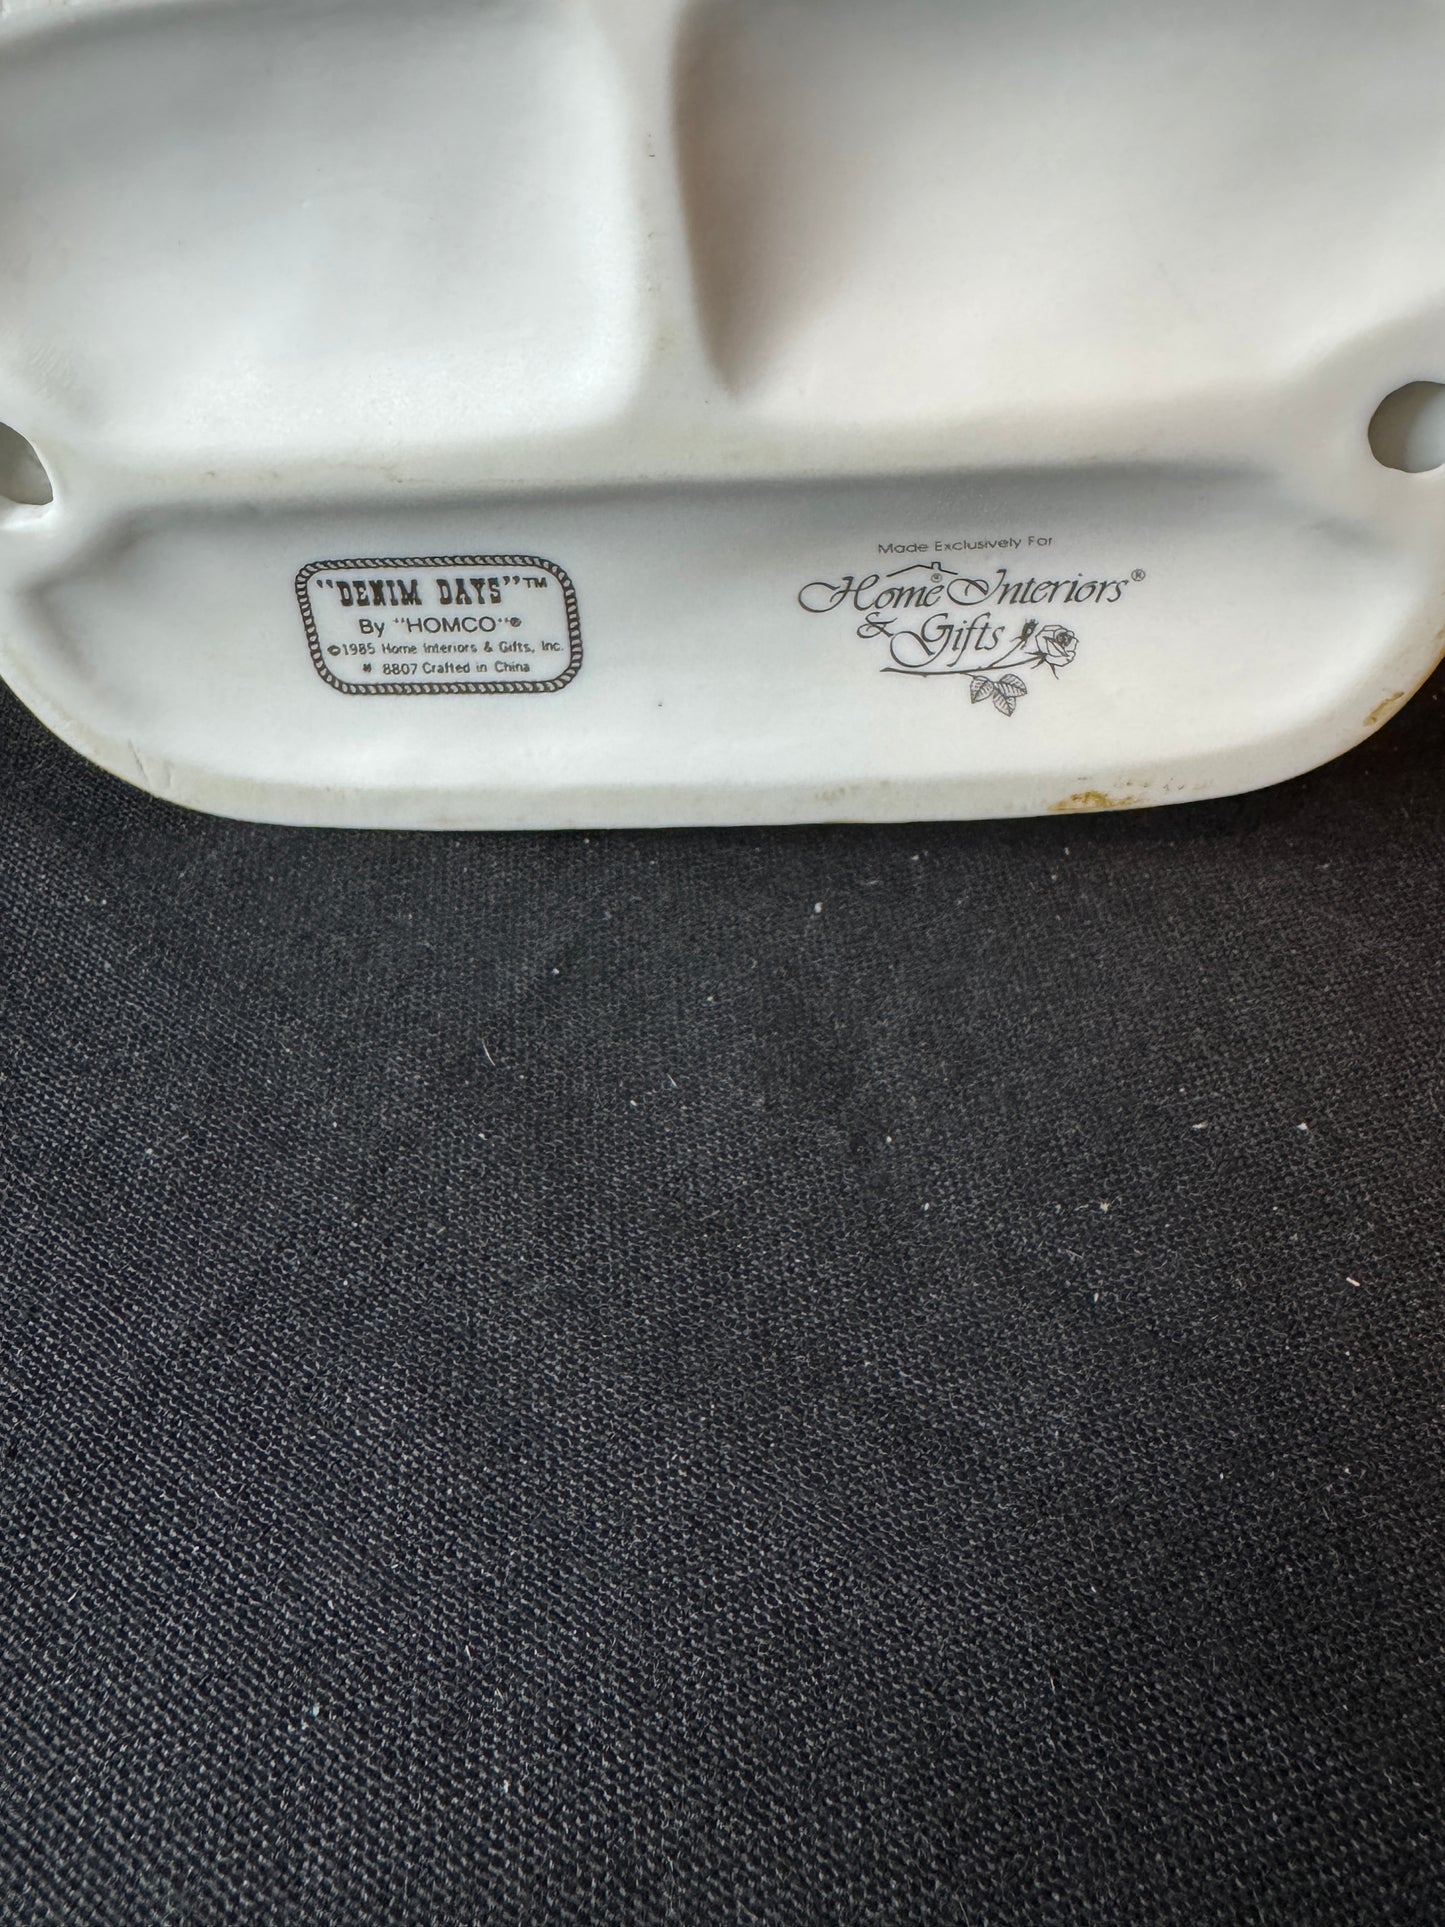 "DENIM DAYS"™
By "HOMCO"®
©1985 Home Interiors & Gifts, Inc.
# 8807 Crafted in China
Made Exclusively For
Home Interiors®
& Gifts